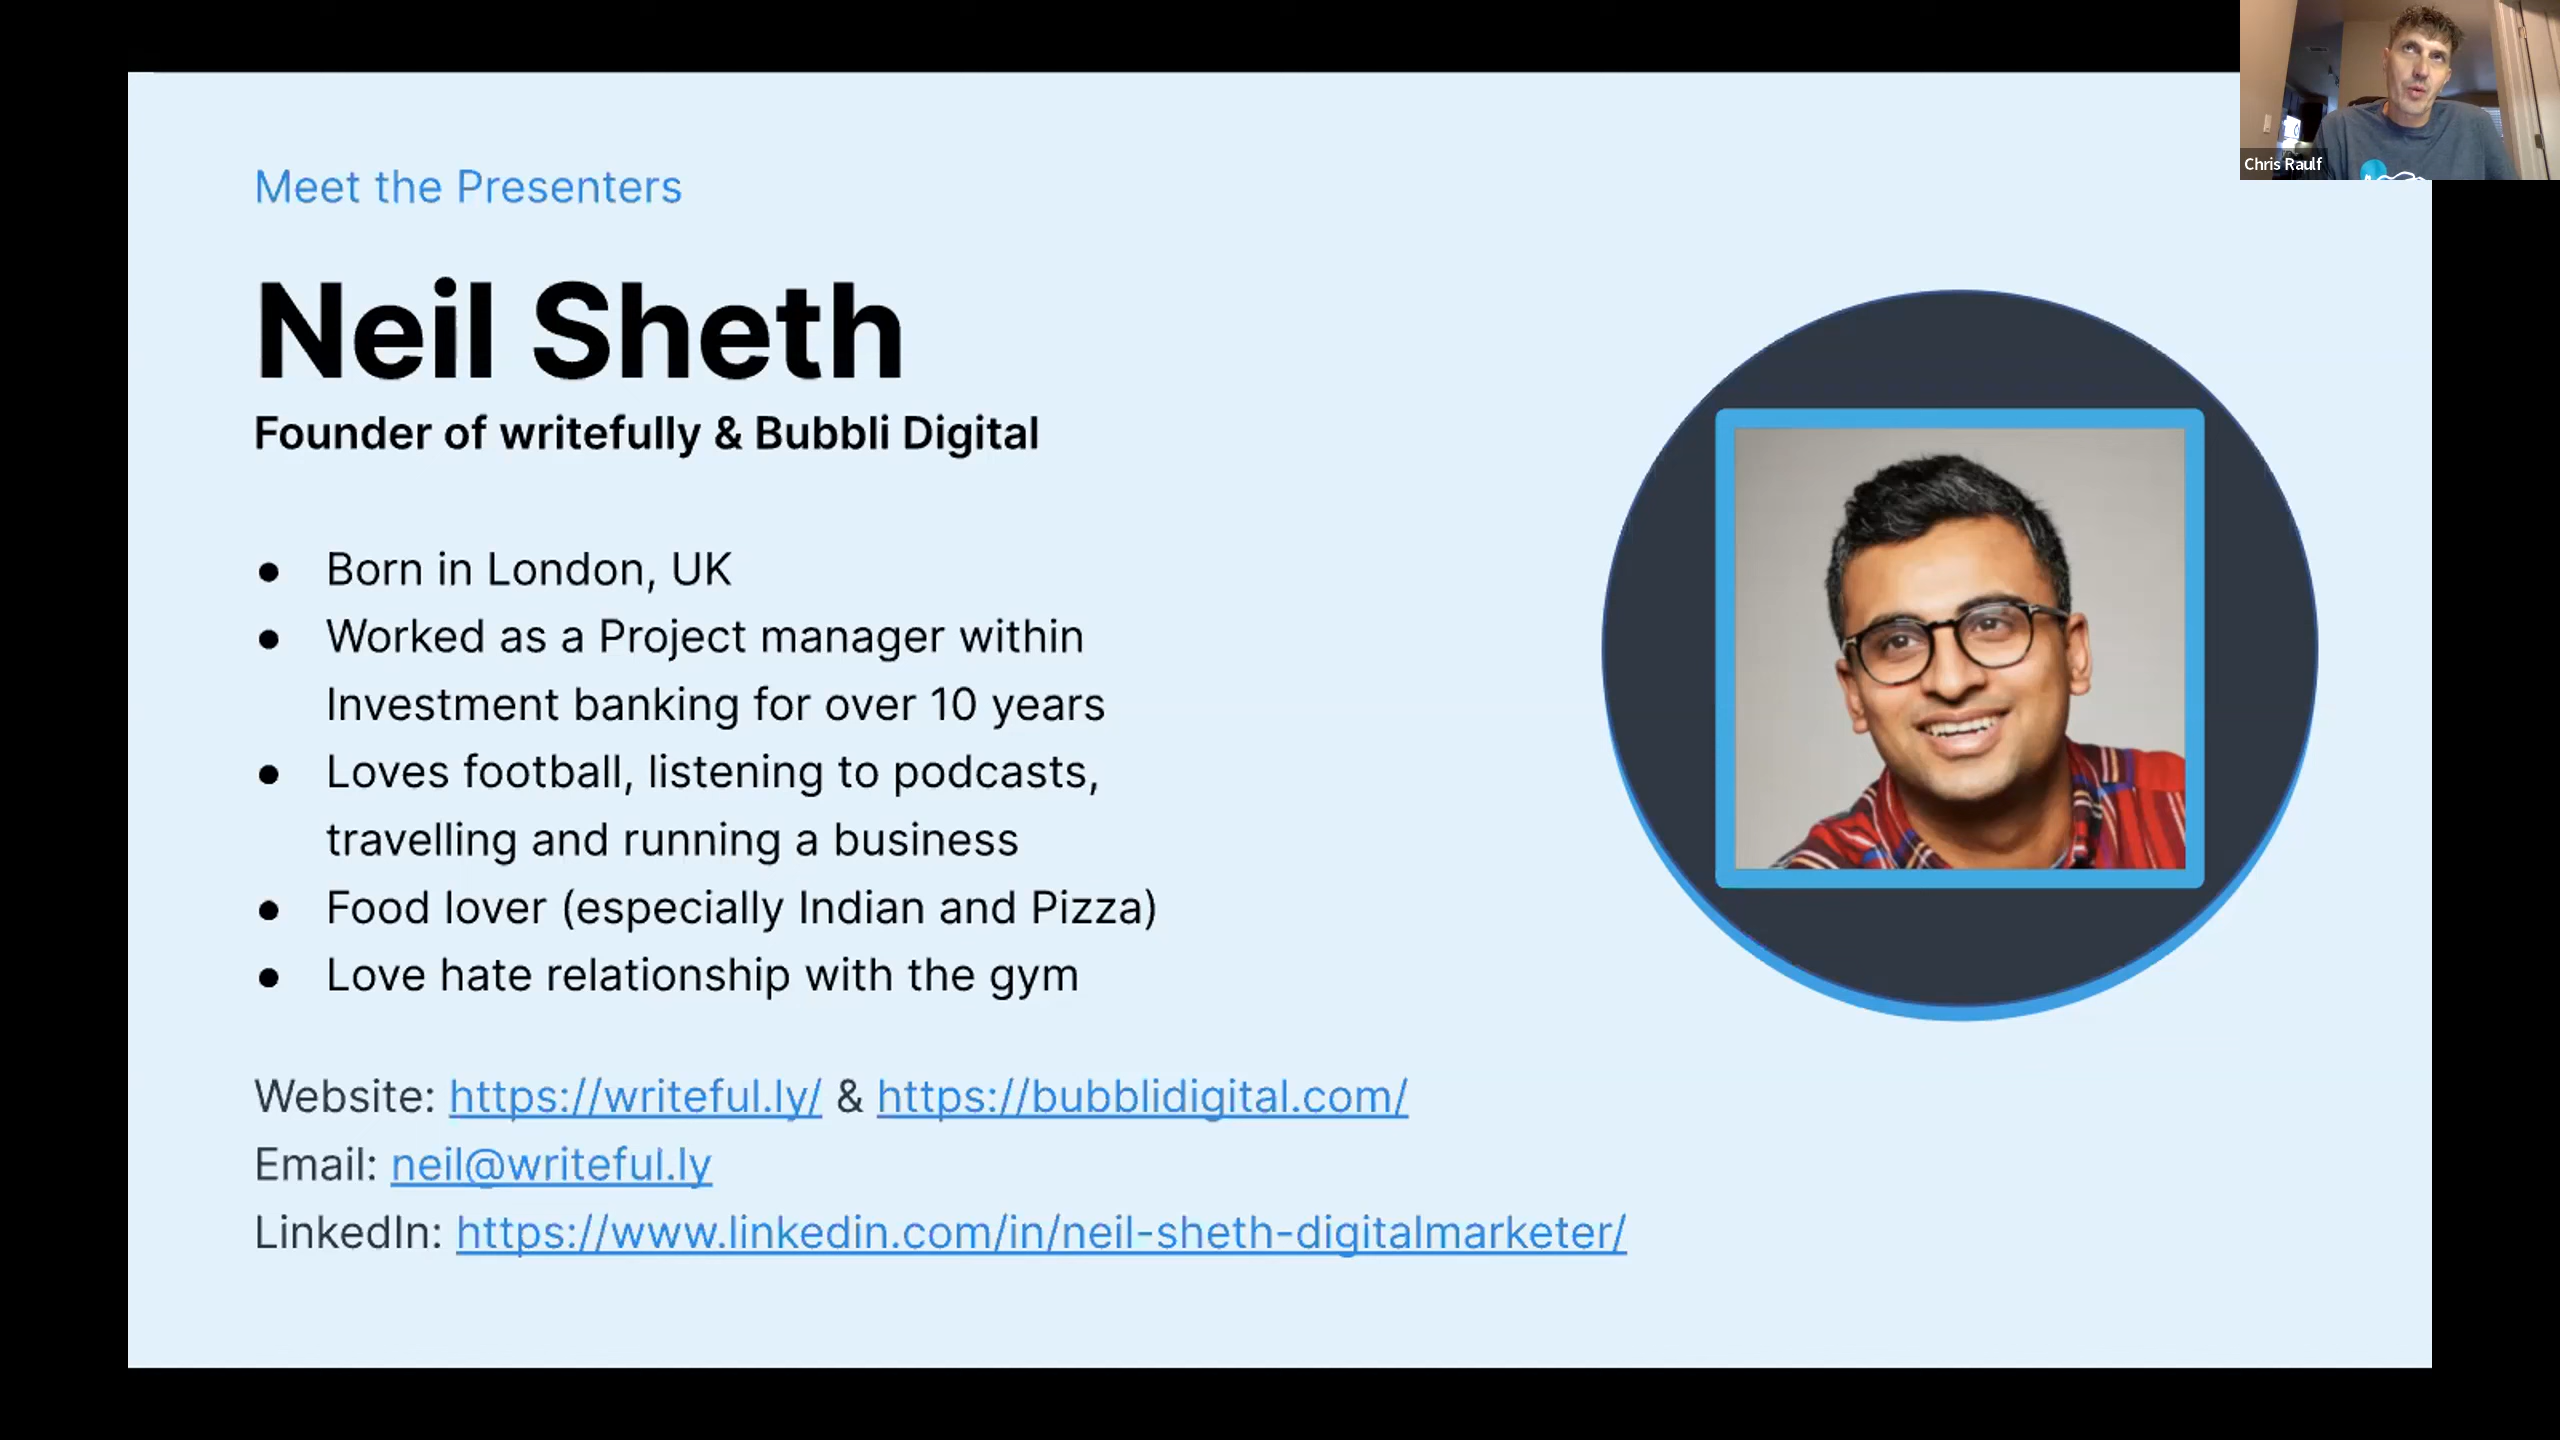 Chris Raulf
Meet the Presenters
Neil Sheth
Founder of writefully & Bubbli Digital
● Born in London, UK
● Worked as a Project manager within
Investment banking for over 10 years
● Loves football, listening to podcasts,
travelling and running a business
● Food lover (especially Indian and Pizza)
● Love hate relationship with the gym
Website: https://writeful.ly/ & https://bubblidigital.com/
Email: neil@writeful.ly
LinkedIn: https://www.linkedin.com/in/neil-sheth-digitalmarketer/